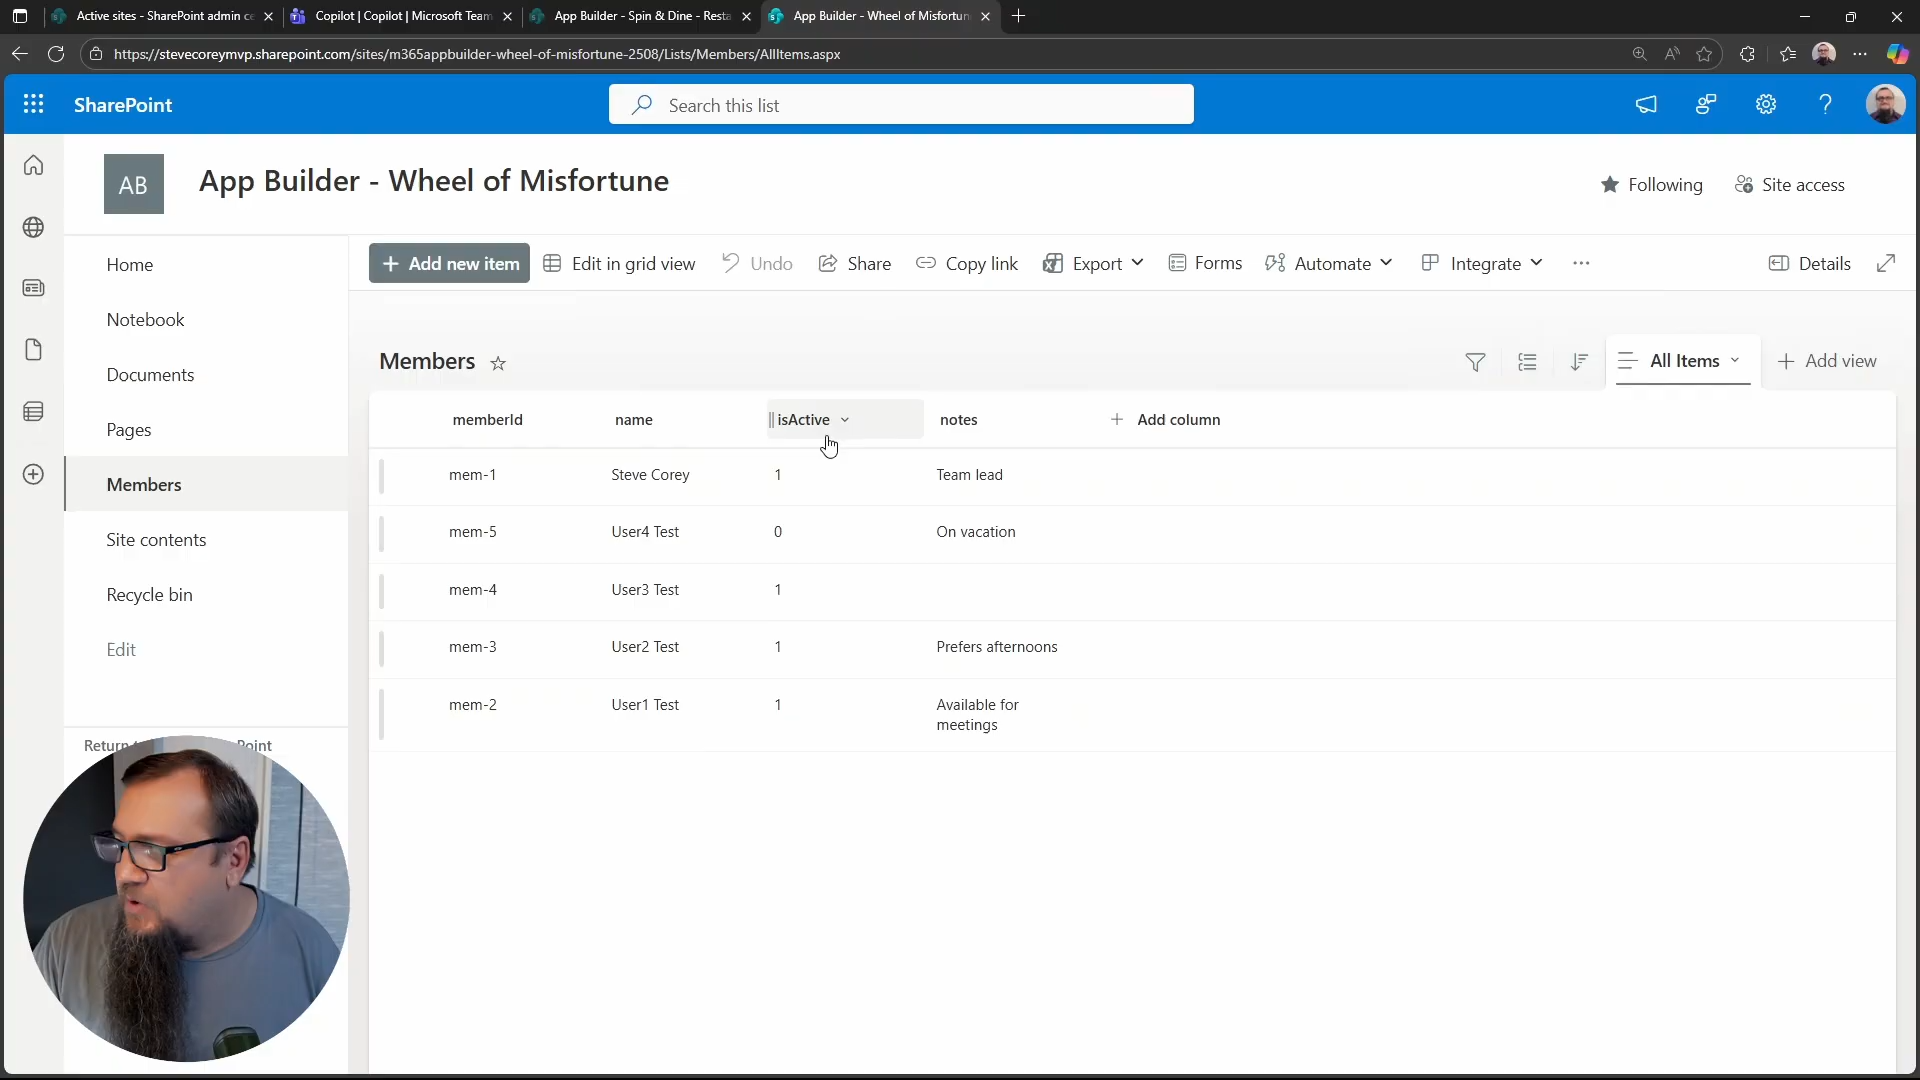 Active sites - SharePoint admin ce
Copilot | Copilot | Microsoft Team
App Builder - Spin & Dine - Resta
App Builder - Wheel of Misfortun
https://stevecoreymvp.sharepoint.com/sites/m365appbuilder-wheel-of-misfortune-2508/Lists/Members/AllItems.aspx
SharePoint
Search this list
AB
App Builder - Wheel of Misfortune
Following
Site access
Home
Notebook
Documents
Pages
Members
Site contents
Recycle bin
Edit
Return
Point
Add new item
Edit in grid view
Undo
Share
Copy link
Export
Forms
Automate
Integrate
Details
Members
All Items
Add view
memberId name isActive notes Add column
mem-1 Steve Corey 1 Team lead
mem-5 User4 Test 0 On vacation
mem-4 User3 Test 1
mem-3 User2 Test 1 Prefers afternoons
mem-2 User1 Test 1 Available for
meetings